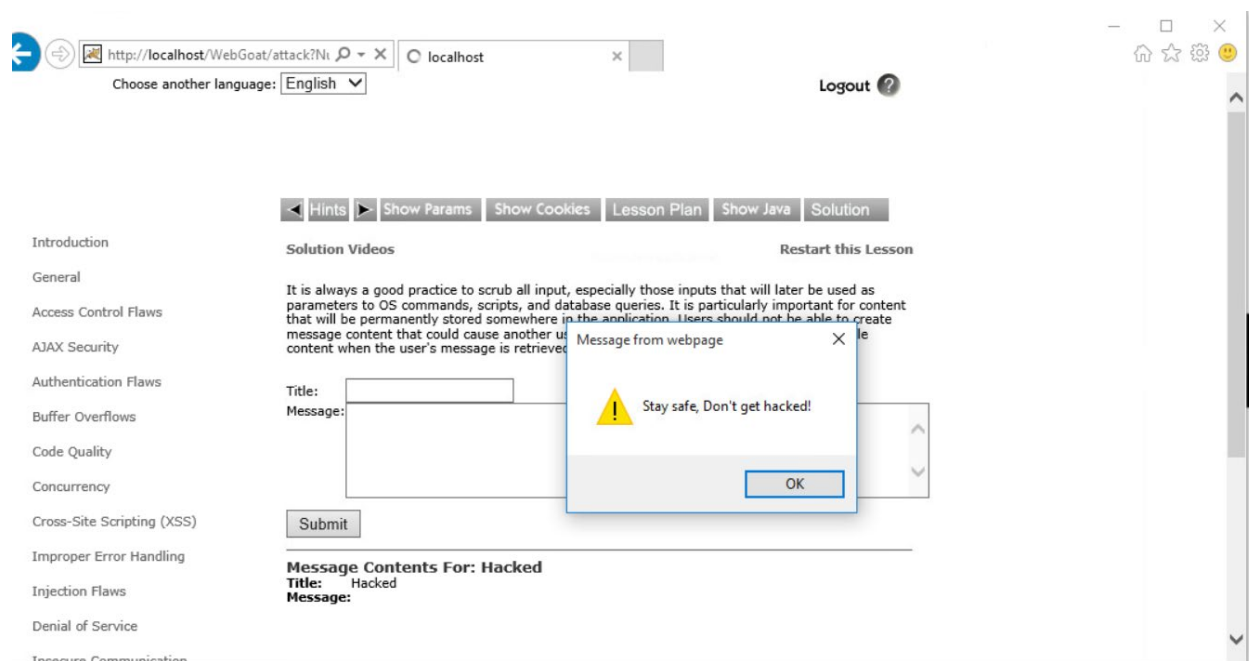 http://localhost/WebGoat/attack?Nu
localhost
Choose another language: English
Logout ?
Hints Show Params Show Cookies Lesson Plan Show Java Solution
Introduction
General
Access Control Flaws
AJAX Security
Authentication Flaws
Buffer Overflows
Code Quality
Concurrency
Cross-Site Scripting (XSS)
Improper Error Handling
Injection Flaws
Denial of Service
Insecure Communication
Solution Videos Restart this Lesson
It is always a good practice to scrub all input, especially those inputs that will later be used as
parameters to OS commands, scripts, and database queries. It is particularly important for content
that will be permanently stored somewhere in the application. Users should not be able to create
message content that could cause another
content when the user's message is retrieved
Title:
Message:
Message from webpage
Stay safe, Don't get hacked!
OK
Submit
Message Contents For: Hacked
Title: Hacked
Message: